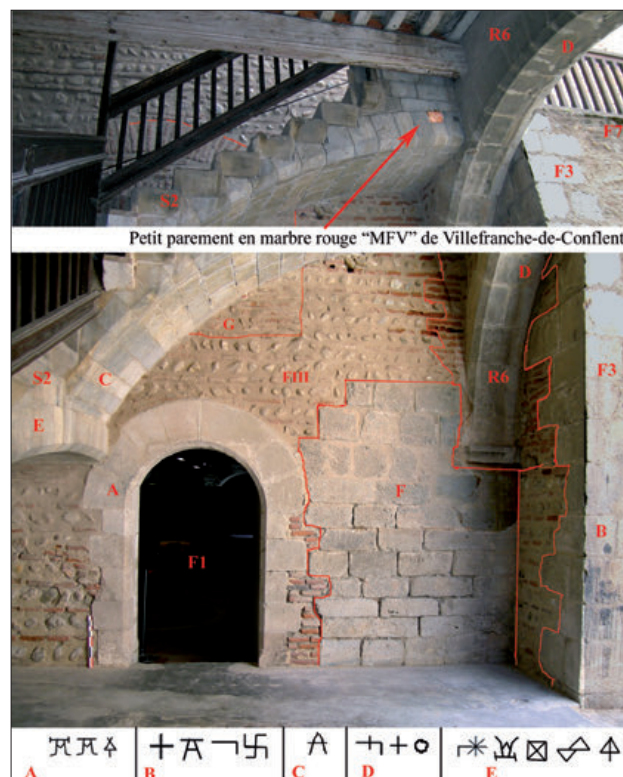 R6 D
F7
F3
S2
Petit parement en marbre rouge “MFV” de Villefranche-de-Conflent
D
G
S2 C FIII R6 F3
E
A F
B
F1
A B C D E